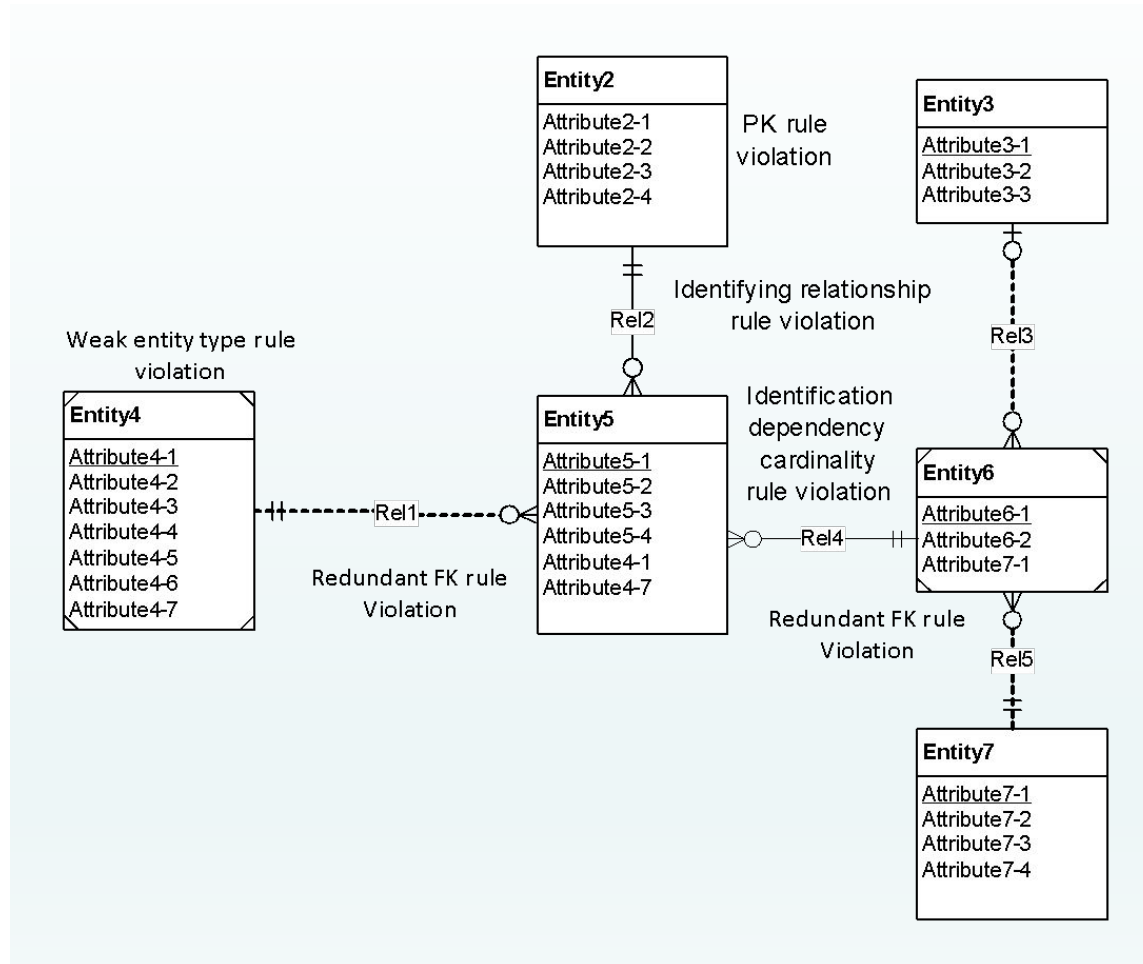 Entity2
Attribute2-1
Attribute2-2
Attribute2-3
Attribute2-4
PK rule
violation
Entity3
Attribute3-1
Attribute3-2
Attribute3-3
Rel2
Identifying relationship
rule violation
Rel3
Weak entity type rule
violation
Entity4
Attribute4-1
Attribute4-2
Attribute4-3
Attribute4-4
Attribute4-5
Attribute4-6
Attribute4-7
Rel1
Redundant FK rule
Violation
Entity5
Attribute5-1
Attribute5-2
Attribute5-3
Attribute5-4
Attribute4-1
Attribute4-7
Identification
dependency
cardinality
rule violation
Rel4
Entity6
Attribute6-1
Attribute6-2
Attribute7-1
Redundant FK rule
Violation
Rel5
Entity7
Attribute7-1
Attribute7-2
Attribute7-3
Attribute7-4